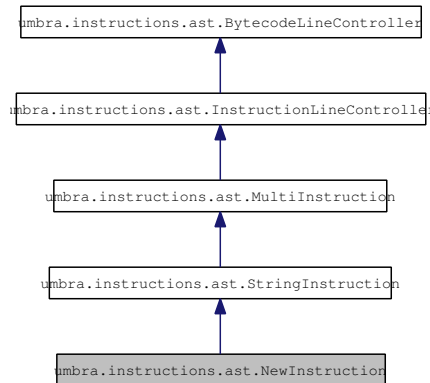 umbra.instructions.ast.BytecodeLineController
umbra.instructions.ast.InstructionLineController
umbra.instructions.ast.MultiInstruction
umbra.instructions.ast.StringInstruction
umbra.instructions.ast.NewInstruction